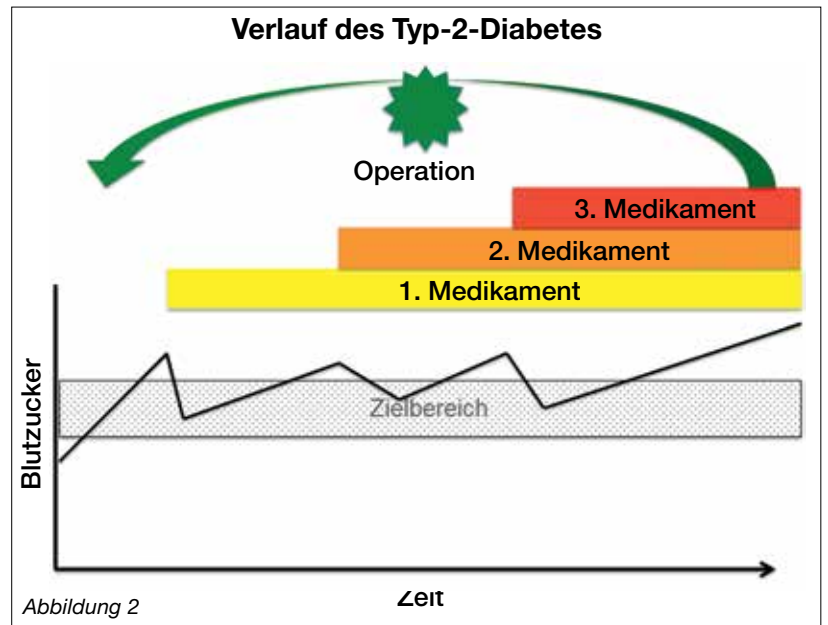 Verlauf des Typ-2-Diabetes
Operation
3. Medikament
2. Medikament
1. Medikament
Blutzucker
Zielbereich
Zeit
Abbildung 2